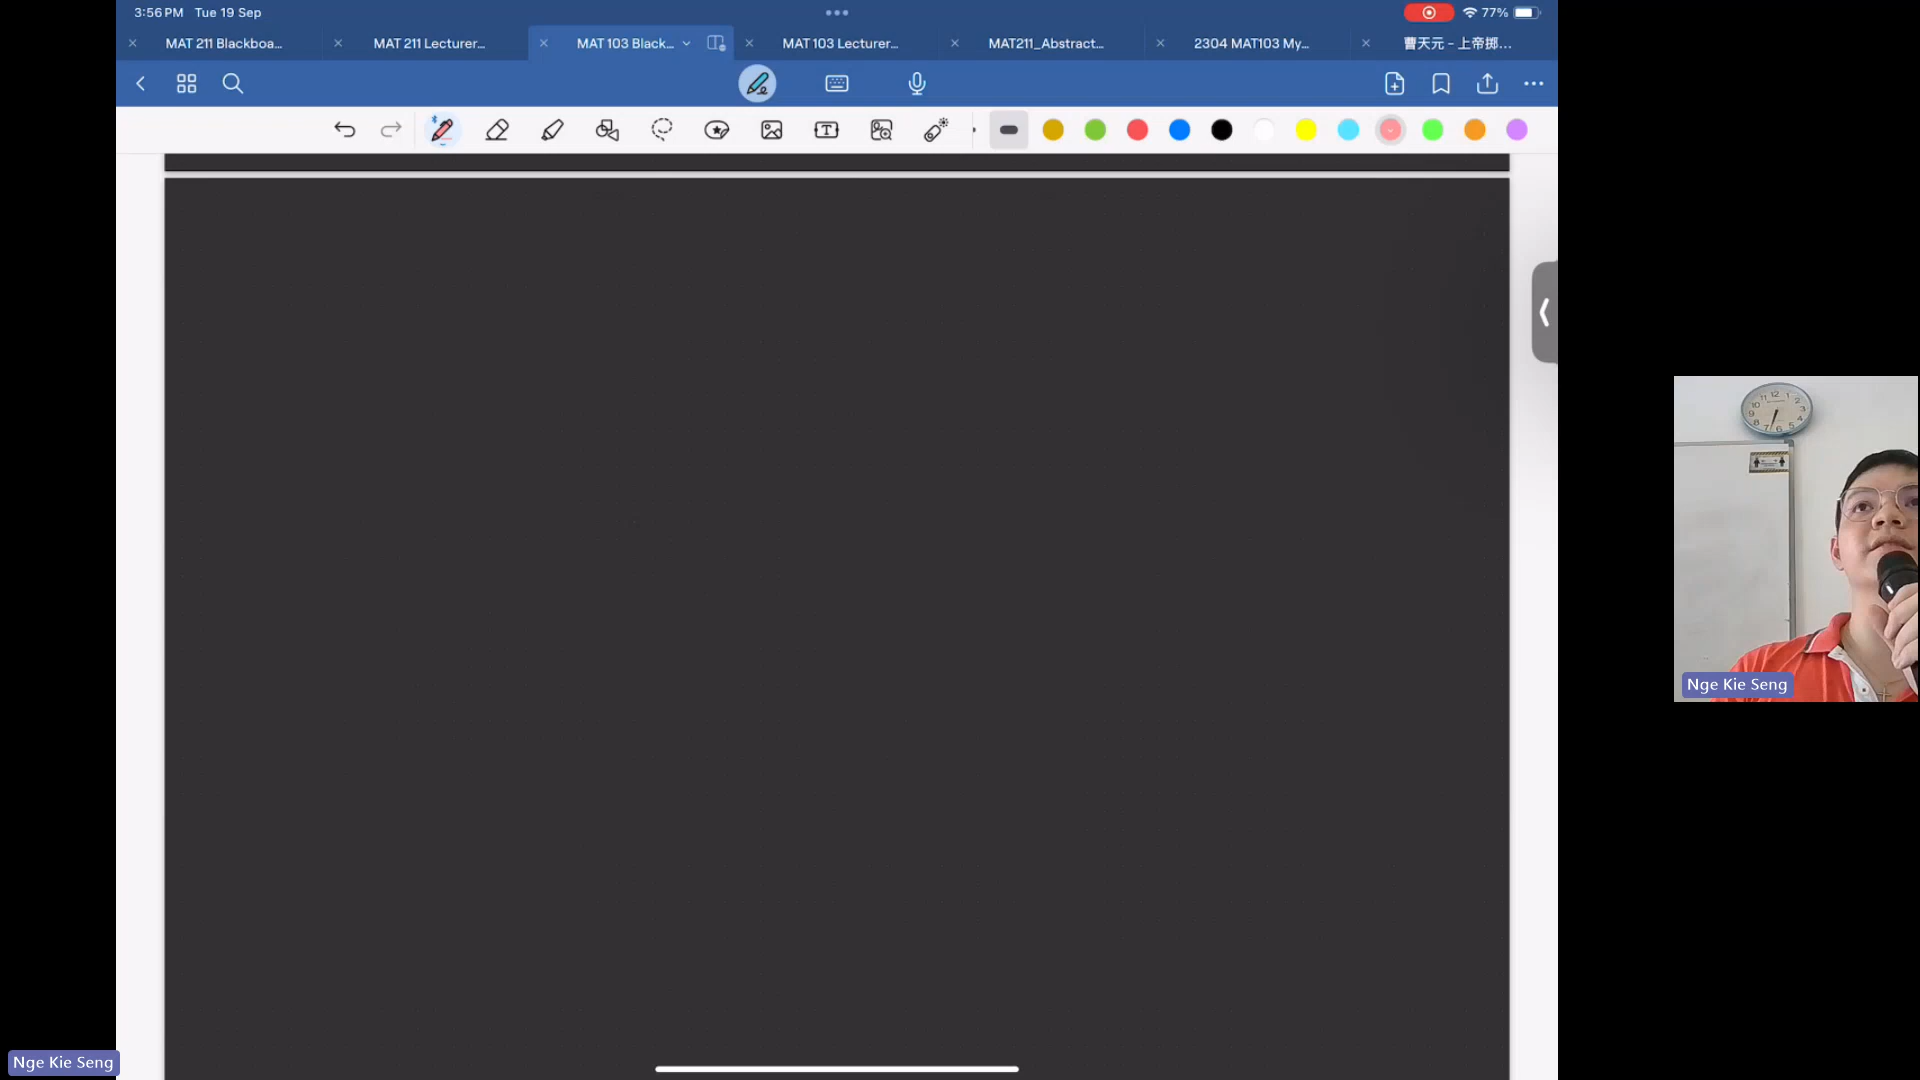 3:56 PM Tue 19 Sep
77%
MAT 211 Blackboa...
MAT 211 Lecturer...
MAT 103 Black...
MAT 103 Lecturer...
MAT211_Abstract...
2304 MAT103 My...
曹天元 - 上帝掷...
Nge Kie Seng
Nge Kie Seng